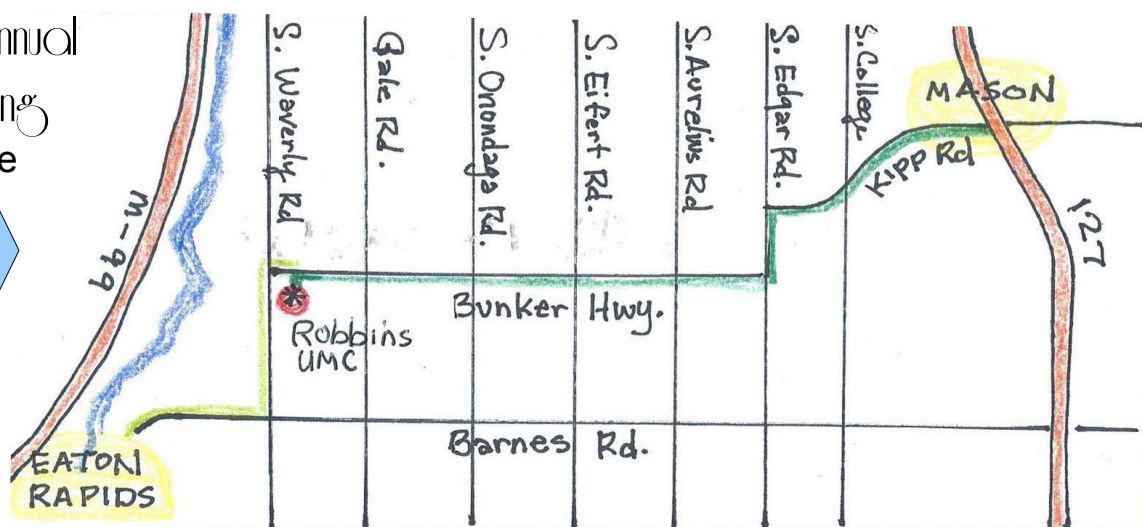 nnual
ng
e
S. Waverly Rd
Gale Rd.
S. Onondaga Rd.
S. Eifert Rd.
S. Aurelius Rd
S. Edgar Rd.
S. College
MASON
Kipp Rd
M-99
127
Bunker Hwy.
Robbins
UMC
Barnes Rd.
EATON
RAPIDS